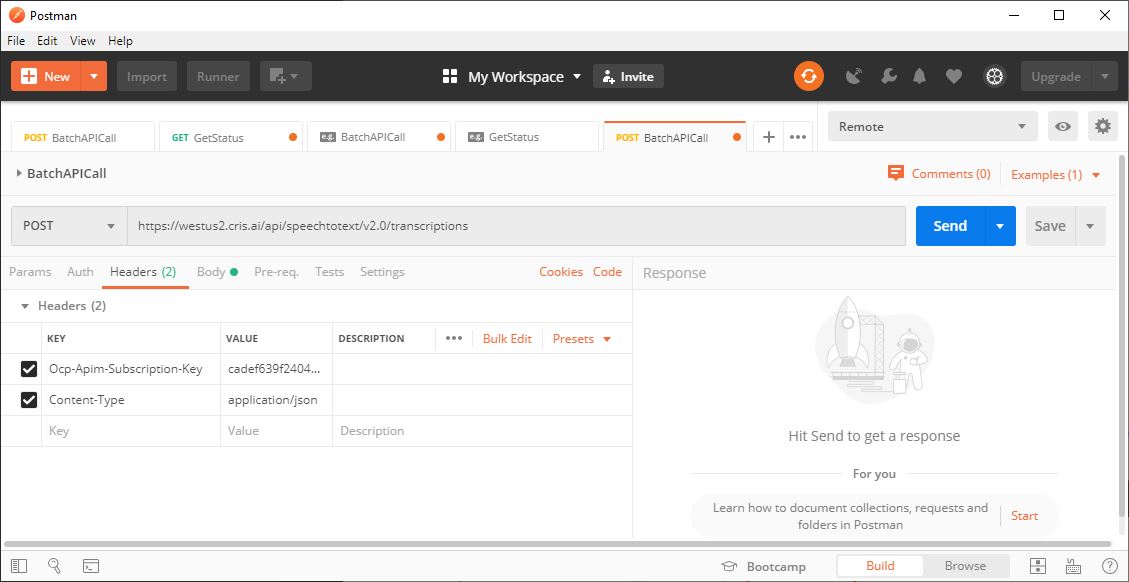 Postman
File Edit View Help
New Import Runner My Workspace Invite Upgrade
POST BatchAPICall GET GetStatus e.g. BatchAPICall e.g. GetStatus POST BatchAPICall + ••• Remote
BatchAPICall Comments (0) Examples (1)
POST https://westus2.cris.ai/api/speechtotext/v2.0/transcriptions Send Save
Params Auth Headers (2) Body Pre-req. Tests Settings Cookies Code Response
Headers (2)
KEY VALUE DESCRIPTION ••• Bulk Edit Presets
Ocp-Apim-Subscription-Key cadef639f2404...
Content-Type application/json
Key Value Description
Hit Send to get a response
For you
Learn how to document collections, requests and
folders in Postman
Start
Bootcamp Build Browse ?